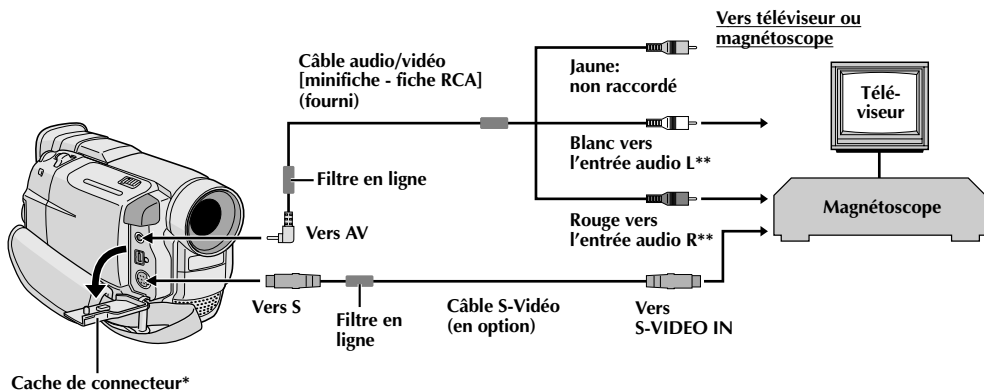 Vers téléviseur ou
magnétoscope
Câble audio/vidéo
[minifiche - fiche RCA]
(fourni)
Jaune:
non raccordé
Télé-
viseur
Blanc vers
l'entrée audio L**
Filtre en ligne
Magnétoscope
Rouge vers
l'entrée audio R**
Vers AV
Vers S
Filtre en
ligne
Câble S-Vidéo
(en option)
Vers
S-VIDEO IN
Cache de connecteur*